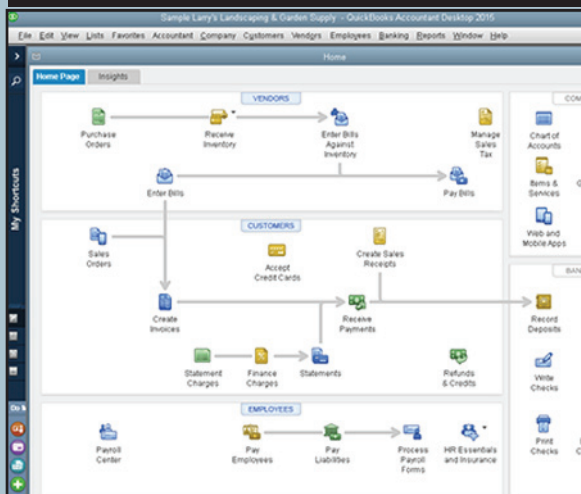 Sample Larry's Landscaping & Garden Supply - QuickBooks Accountant Desktop 2015
File Edit View Lists Favorites Accountant Company Customers Vendors Employees Banking Reports Window Help
Home
Home Page Insights
My Shortcuts
VENDORS
Purchase
Orders
Receive
Inventory
Enter Bills
Against
Inventory
Manage
Sales
Tax
Enter Bills
Pay Bills
CUSTOMERS
Sales
Orders
Accept
Credit Cards
Create Sales
Receipts
Create
Invoices
Receive
Payments
Statement
Charges
Finance
Charges
Statements
Refunds
& Credits
EMPLOYEES
Payroll
Center
Pay
Employees
Pay
Liabilities
Process
Payroll
Forms
HR Essentials
and Insurance
COM
Chart of
Accounts
Items &
Services
Web and
Mobile Apps
BAN
Record
Deposits
Write
Checks
Print
Checks